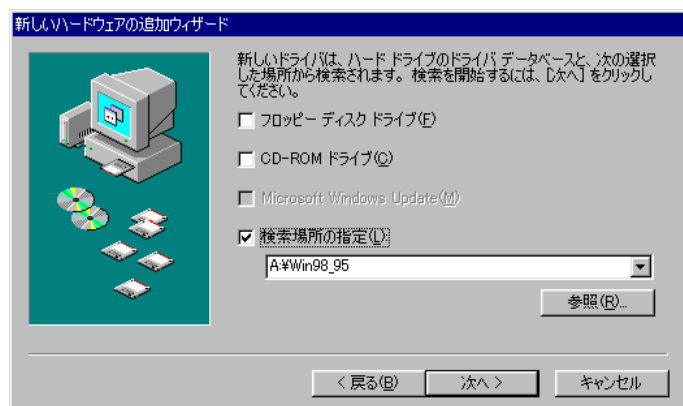 新しいハードウェアの追加ウィザード
新しいドライバは、ハード ドライブのドライバ データベースと、次の選択
した場所から検索されます。検索を開始するには、[次へ] をクリックし
てください。
フロッピー ディスク ドライブ(F)
CD-ROM ドライブ(C)
Microsoft Windows Update(M)
検索場所の指定(L)
A:¥Win98_95
参照(R)...
< 戻る(B)
次へ >
キャンセル